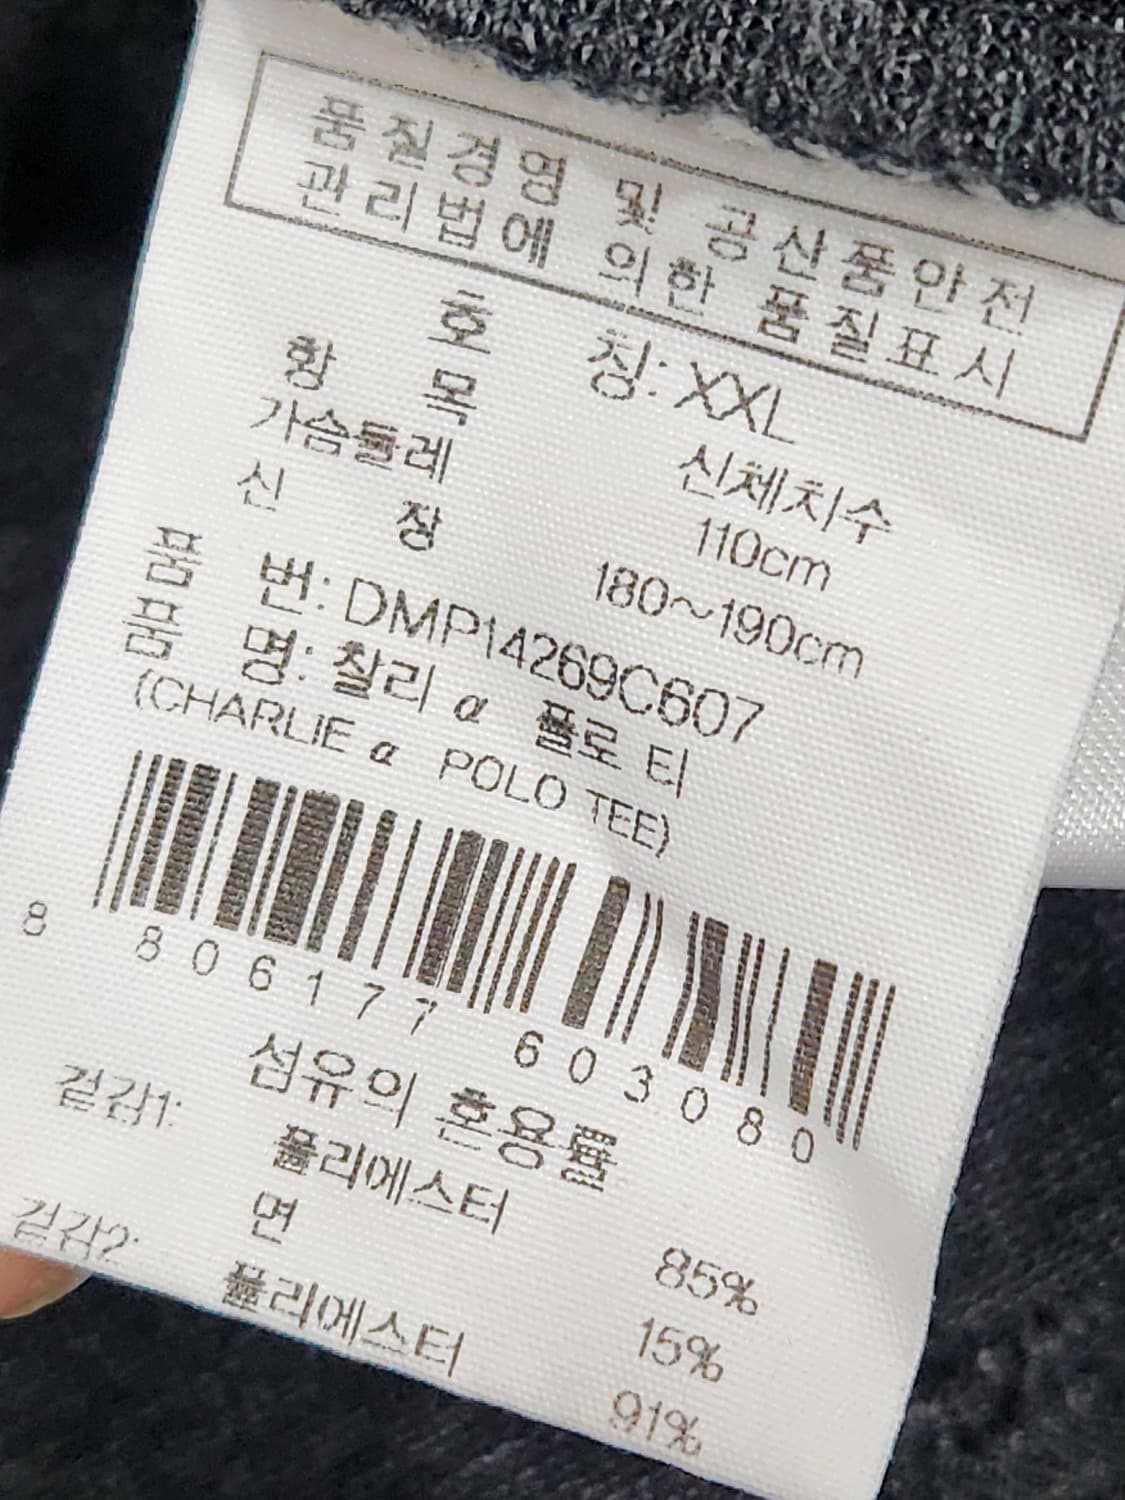 품질경영 및 공산품안전
관리법에 의한 품질표시
호 칭: XXL
항 목 신체치수
가슴둘레 110cm
신 장 180~190cm
품 번: DMP14269C607
품 명: 찰리 α 폴로 티
(CHARLIE α POLO TEE)
8 806177 603080
섬유의 혼용률
겉감1: 폴리에스터 85%
면 15%
겉감2: 폴리에스터 91%